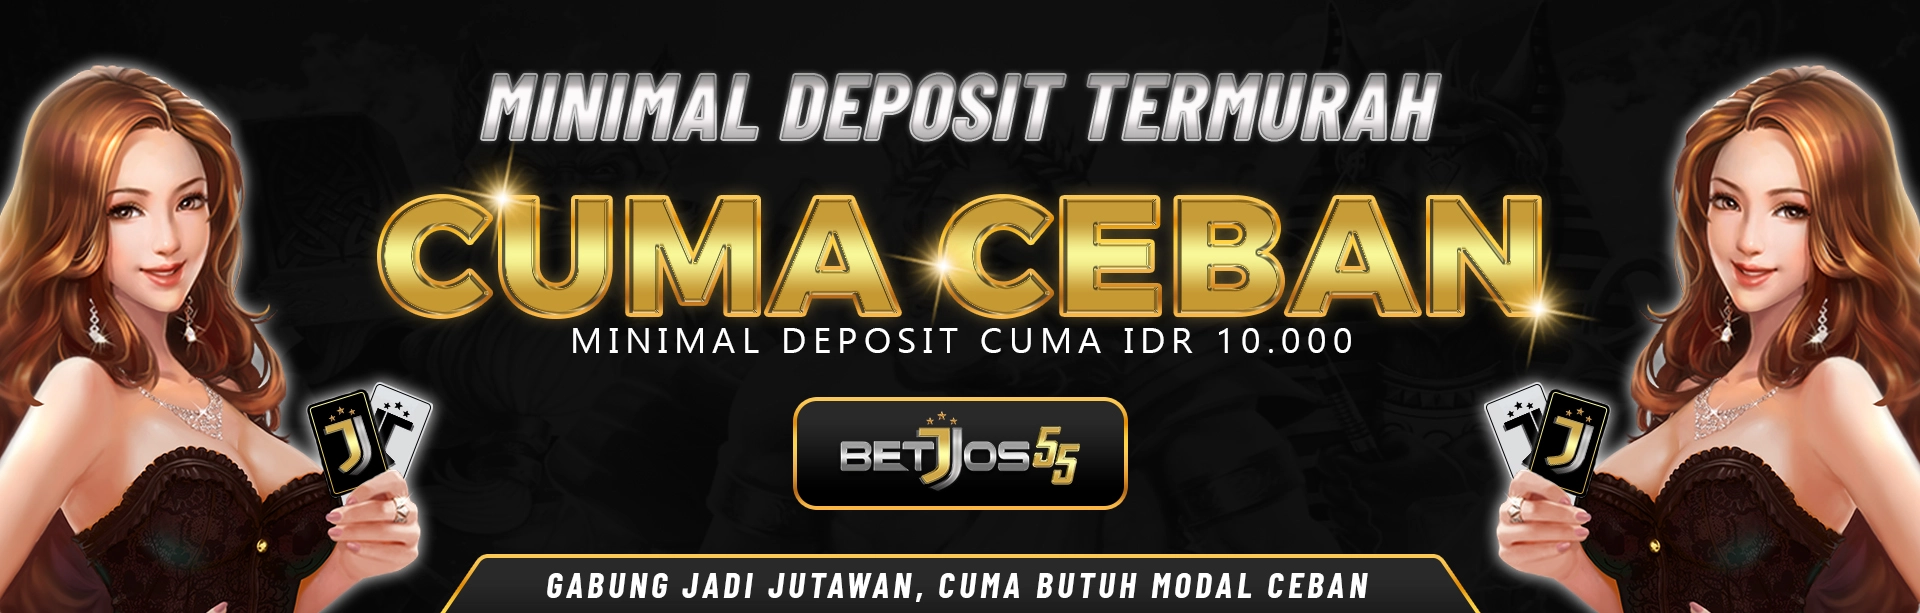 MINIMAL DEPOSIT TERMURAH
CUMA CEBAN
MINIMAL DEPOSIT CUMA IDR 10.000
J T
BETJOS55
T J
GABUNG JADI JUTAWAN, CUMA BUTUH MODAL CEBAN